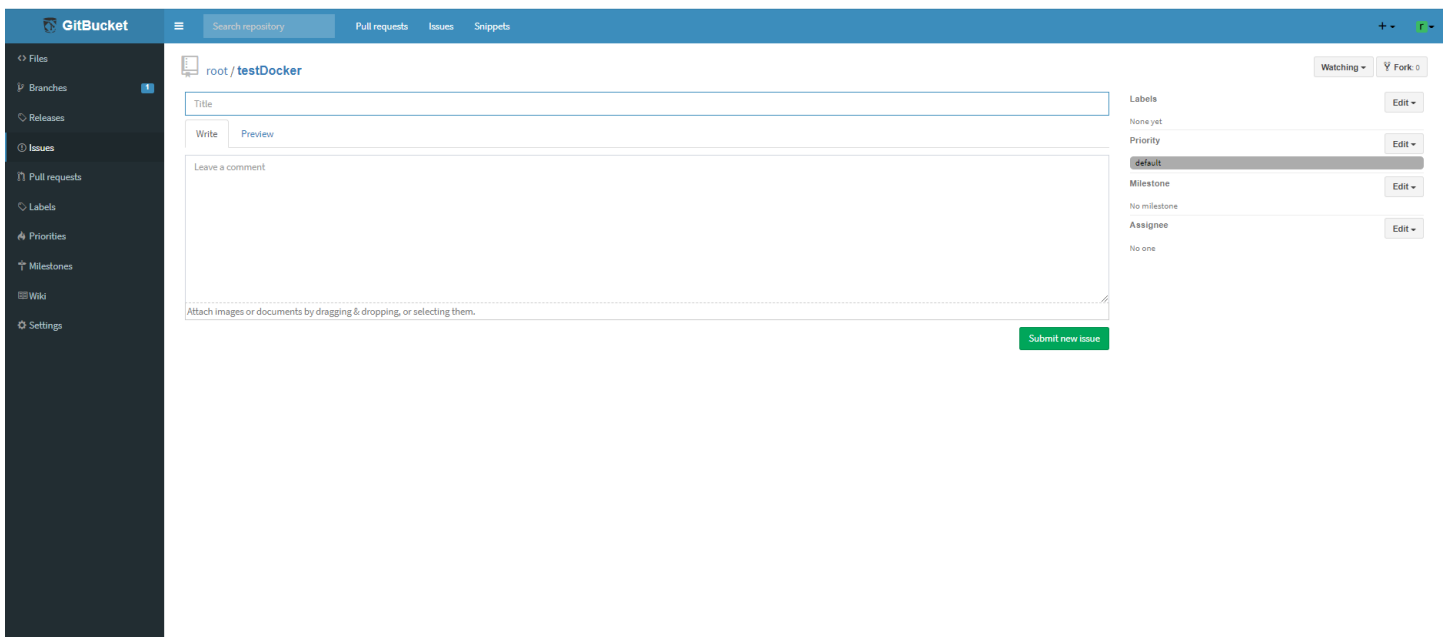 GitBucket
Search repository Pull requests Issues Snippets
+ r
Files
Branches 1
Releases
Issues
Pull requests
Labels
Priorities
Milestones
Wiki
Settings
root / testDocker
Watching Fork: 0
Title
Write Preview
Leave a comment
Attach images or documents by dragging & dropping, or selecting them.
Submit new issue
Labels Edit
None yet
Priority Edit
default
Milestone Edit
No milestone
Assignee Edit
No one